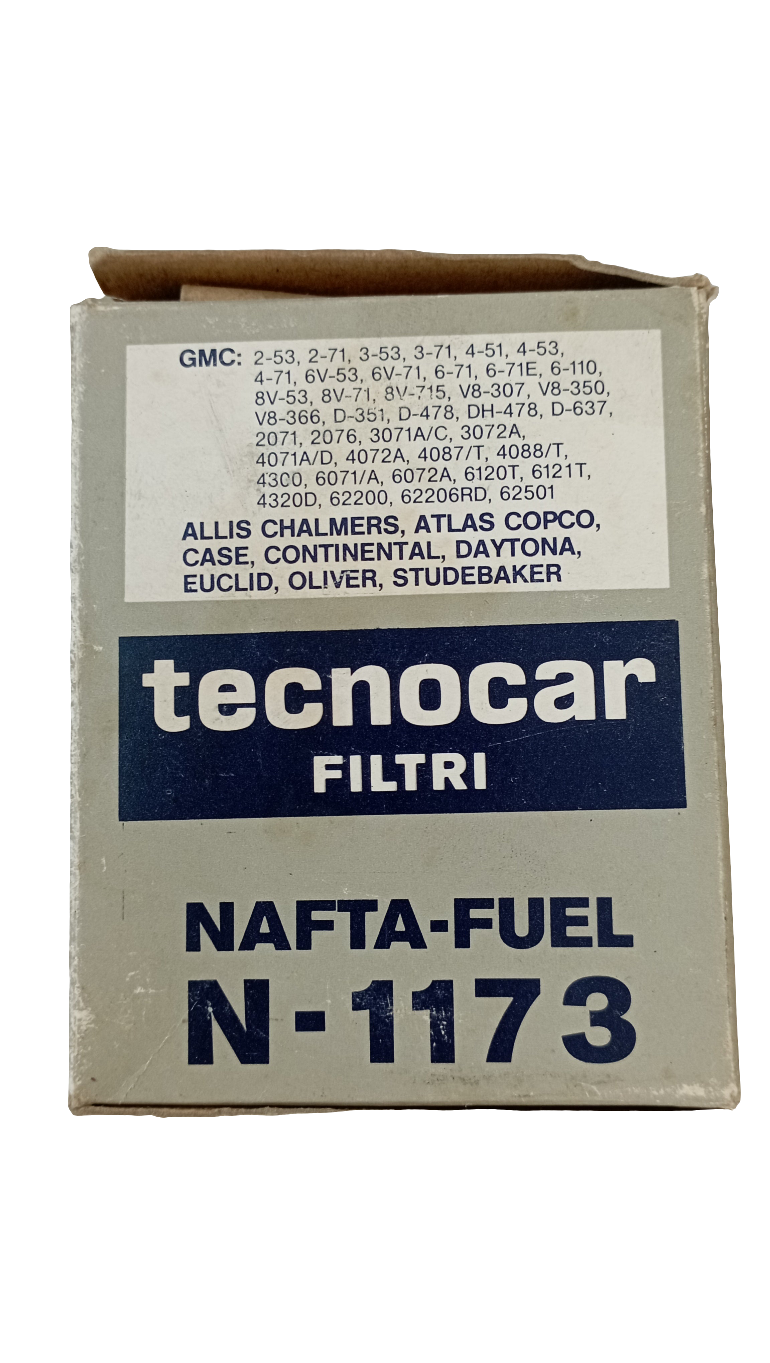 GMC: 2-53, 2-71, 3-53, 3-71, 4-51, 4-53,
4-71, 6V-53, 6V-71, 6-71, 6-71E, 6-110,
8V-53, 8V-71, 8V-715, V8-307, V8-350,
V8-366, D-351, D-478, DH-478, D-637,
2071, 2076, 3071A/C, 3072A,
4071A/D, 4072A, 4087/T, 4088/T,
4300, 6071/A, 6072A, 6120T, 6121T,
4320D, 62200, 62206RD, 62501
ALLIS CHALMERS, ATLAS COPCO,
CASE, CONTINENTAL, DAYTONA,
EUCLID, OLIVER, STUDEBAKER
tecnocar
FILTRI
NAFTA-FUEL
N-1173